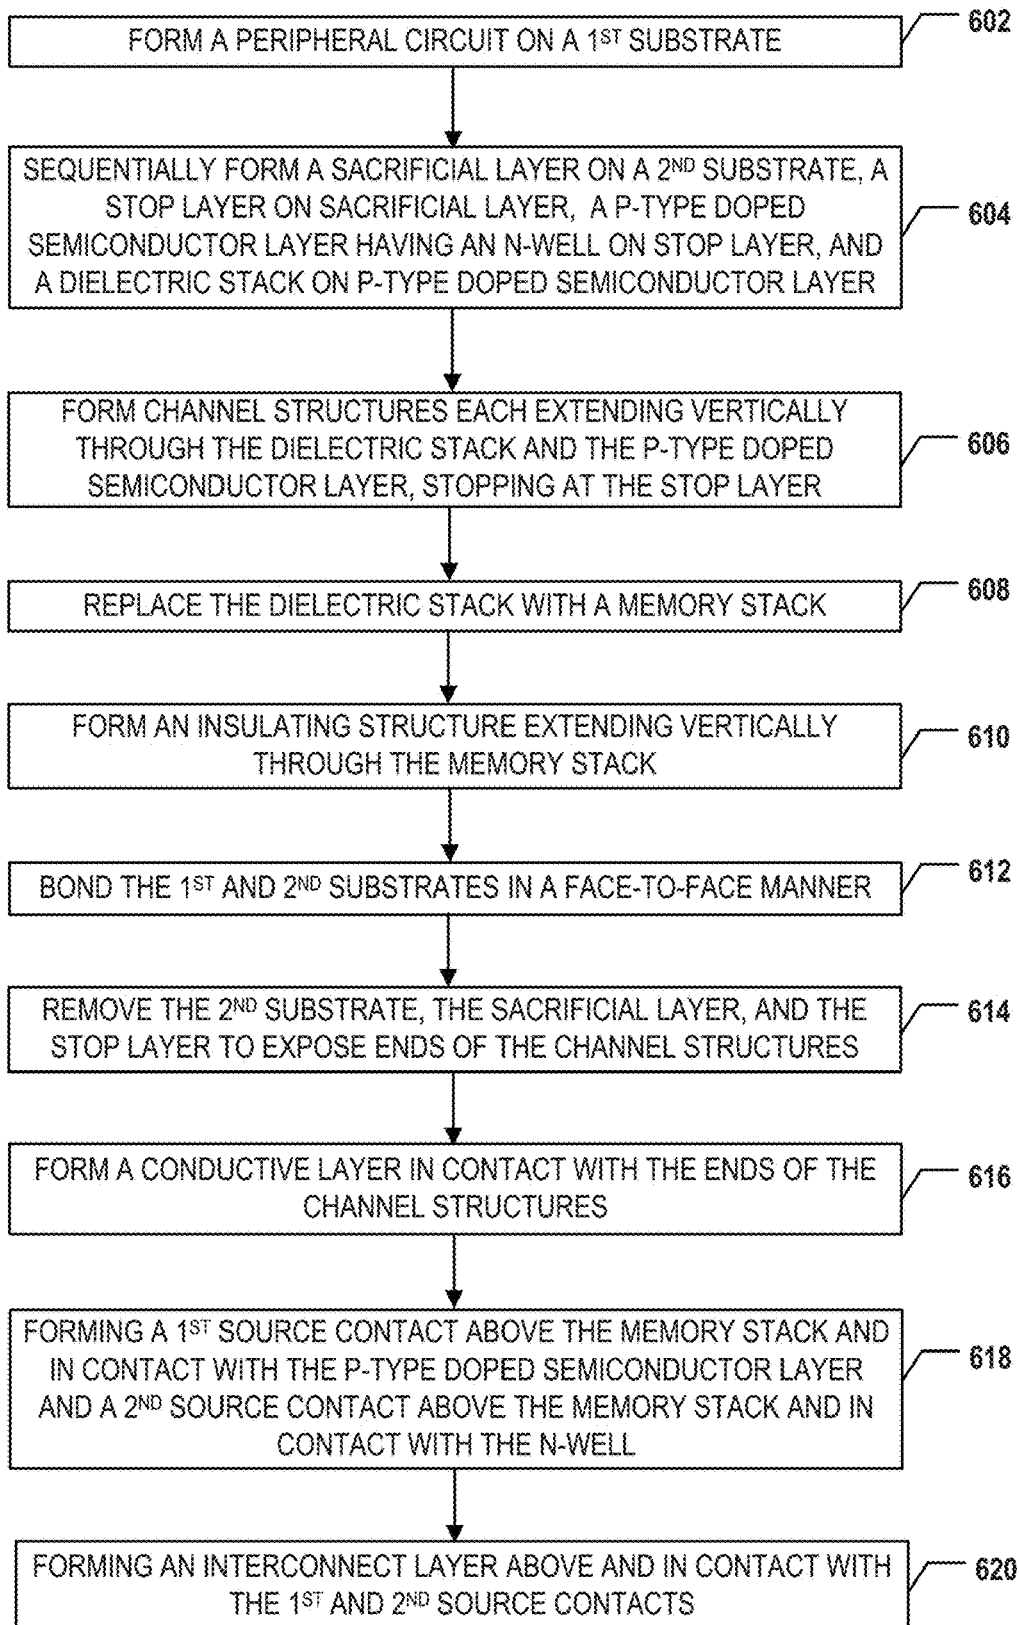 FORM A PERIPHERAL CIRCUIT ON A 1ST SUBSTRATE
602
SEQUENTIALLY FORM A SACRIFICIAL LAYER ON A 2ND SUBSTRATE, A
STOP LAYER ON SACRIFICIAL LAYER, A P-TYPE DOPED
SEMICONDUCTOR LAYER HAVING AN N-WELL ON STOP LAYER, AND
A DIELECTRIC STACK ON P-TYPE DOPED SEMICONDUCTOR LAYER
604
FORM CHANNEL STRUCTURES EACH EXTENDING VERTICALLY
THROUGH THE DIELECTRIC STACK AND THE P-TYPE DOPED
SEMICONDUCTOR LAYER, STOPPING AT THE STOP LAYER
606
REPLACE THE DIELECTRIC STACK WITH A MEMORY STACK
608
FORM AN INSULATING STRUCTURE EXTENDING VERTICALLY
THROUGH THE MEMORY STACK
610
BOND THE 1ST AND 2ND SUBSTRATES IN A FACE-TO-FACE MANNER
612
REMOVE THE 2ND SUBSTRATE, THE SACRIFICIAL LAYER, AND THE
STOP LAYER TO EXPOSE ENDS OF THE CHANNEL STRUCTURES
614
FORM A CONDUCTIVE LAYER IN CONTACT WITH THE ENDS OF THE
CHANNEL STRUCTURES
616
FORMING A 1ST SOURCE CONTACT ABOVE THE MEMORY STACK AND
IN CONTACT WITH THE P-TYPE DOPED SEMICONDUCTOR LAYER
AND A 2ND SOURCE CONTACT ABOVE THE MEMORY STACK AND IN
CONTACT WITH THE N-WELL
618
FORMING AN INTERCONNECT LAYER ABOVE AND IN CONTACT WITH
THE 1ST AND 2ND SOURCE CONTACTS
620